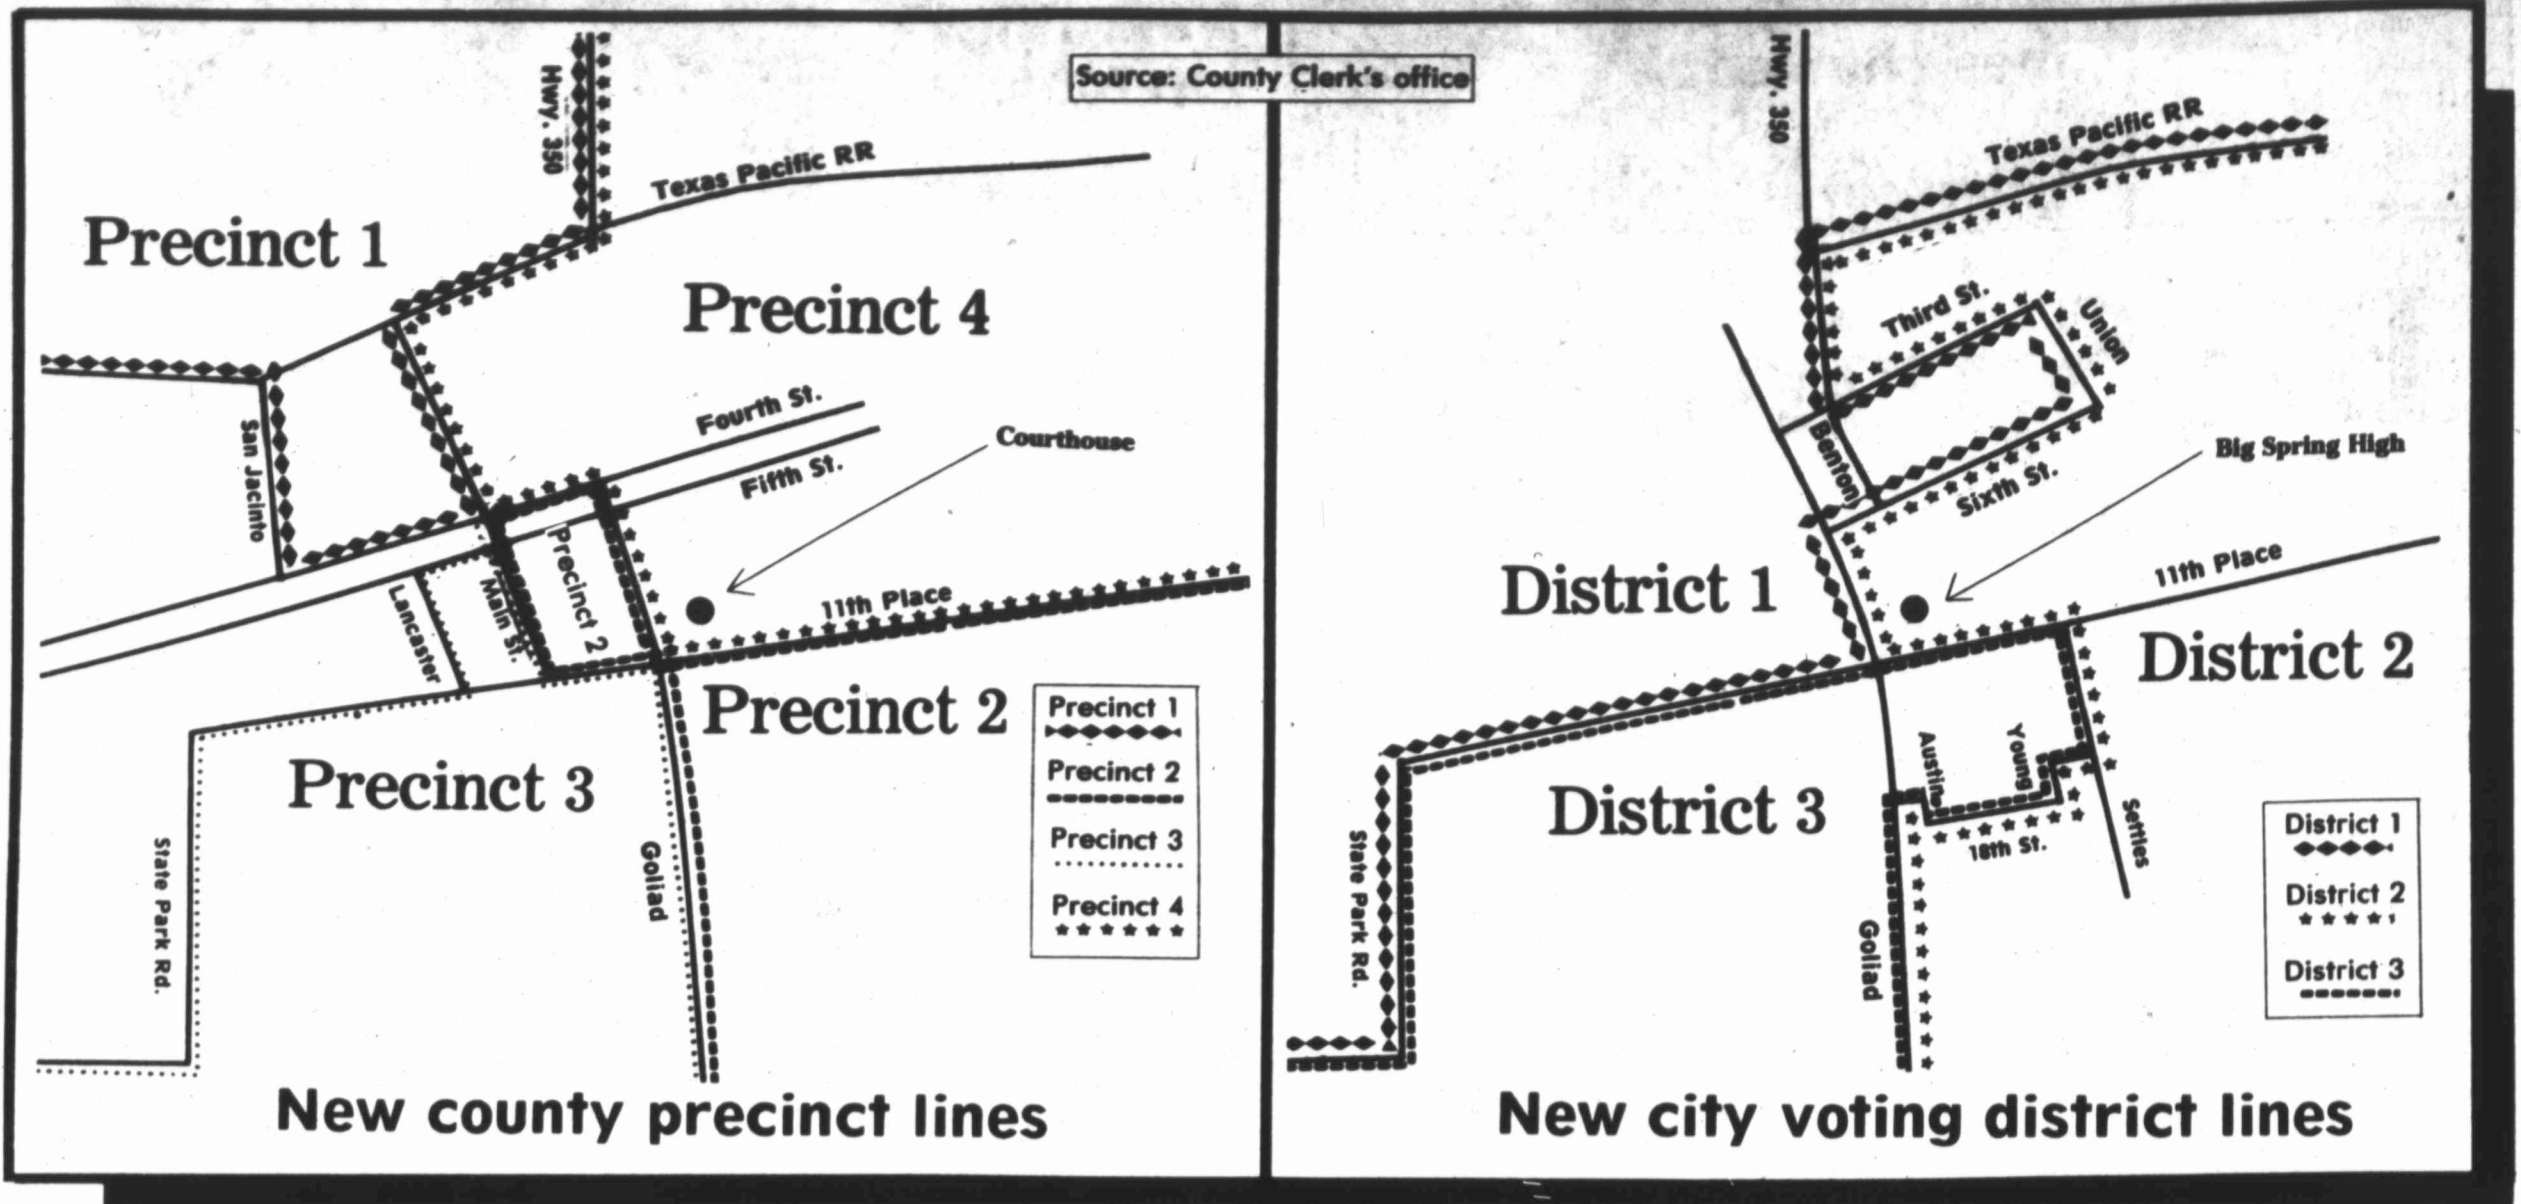 Source: County Clerk's office
Hwy. 350
Texas Pacific RR
Precinct 1
Precinct 4
San Jacinto
Fourth St.
Fifth St.
Courthouse
Lancaster
Main St.
Precinct 2
11th Place
Precinct 2
Precinct 3
State Park Rd.
Goliad
Precinct 1
Precinct 2
Precinct 3
Precinct 4
New county precinct lines
Hwy. 350
Texas Pacific RR
Third St.
Union
Benton
Sixth St.
Big Spring High
District 1
11th Place
District 2
District 3
Austin
Young
18th St.
Settles
State Park Rd.
Goliad
District 1
District 2
District 3
New city voting district lines